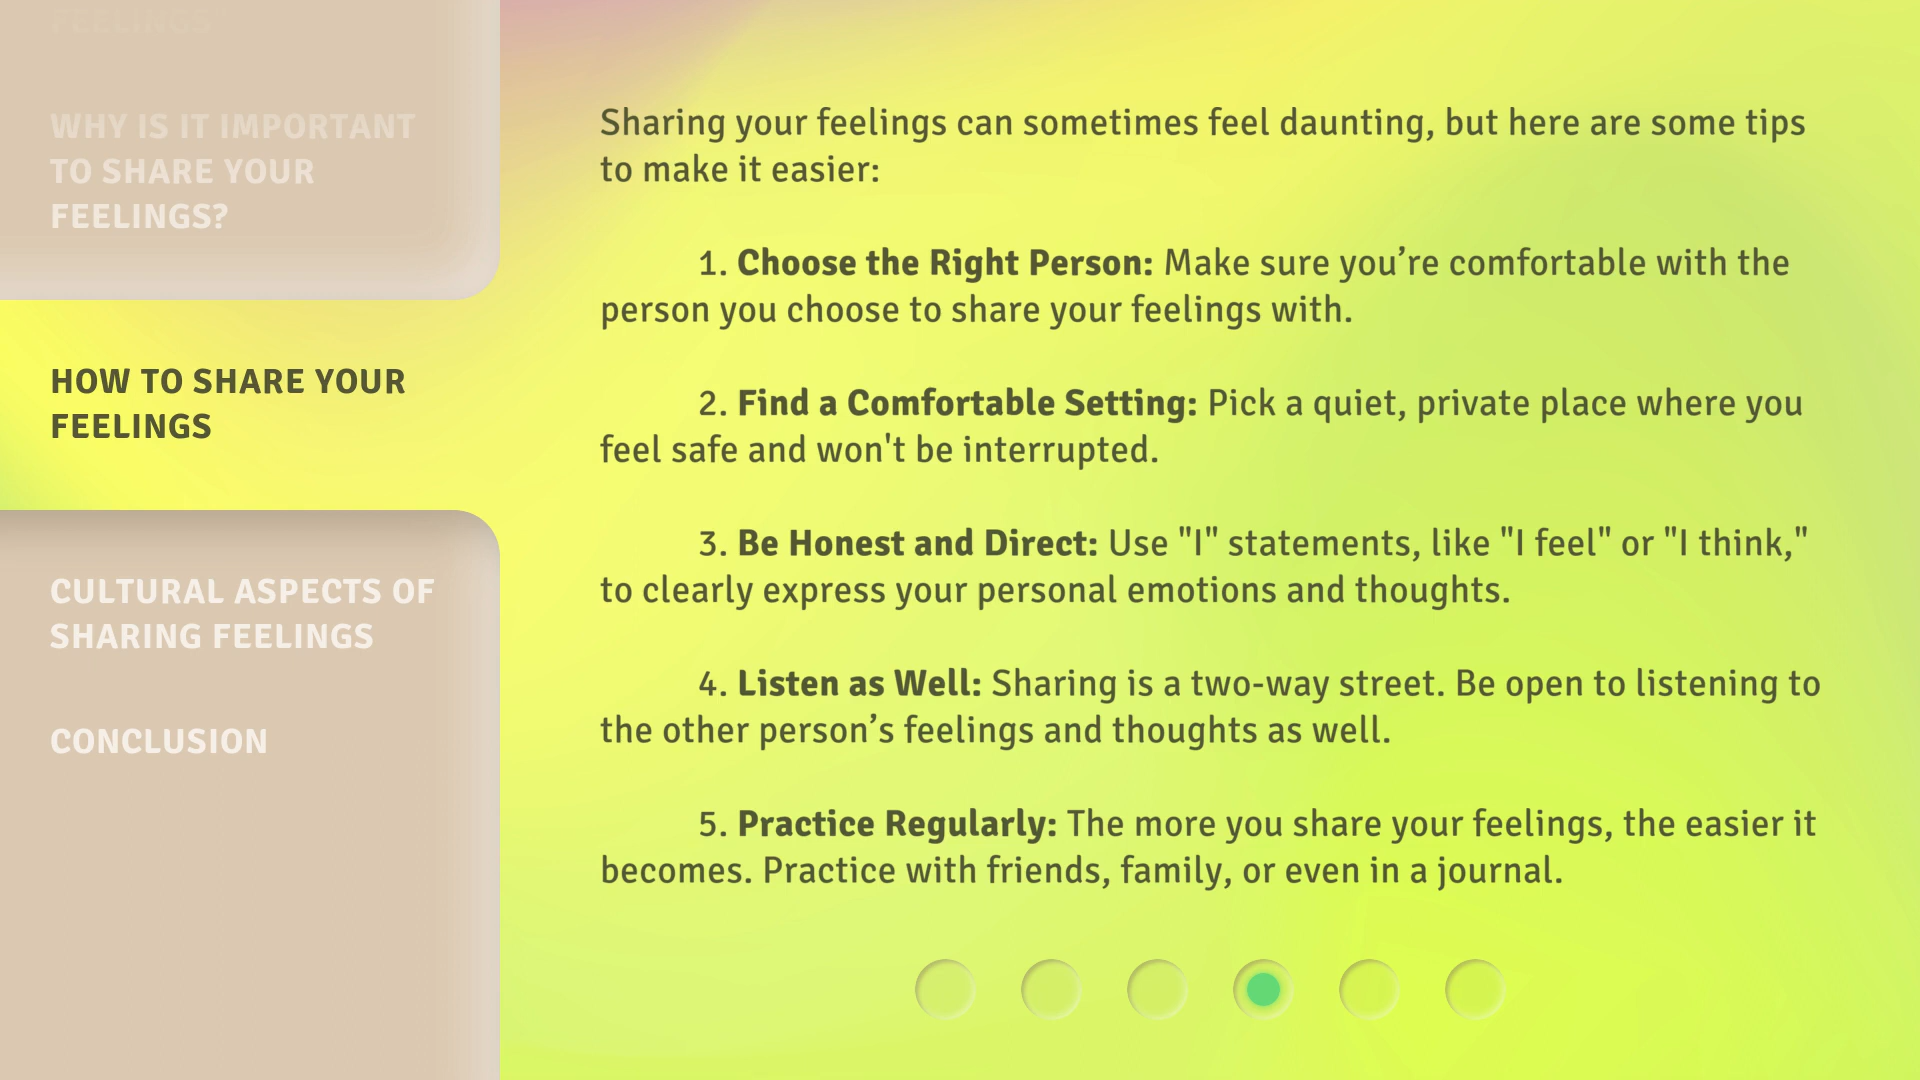 FEELINGS"
WHY IS IT IMPORTANT
TO SHARE YOUR
FEELINGS?
HOW TO SHARE YOUR
FEELINGS
CULTURAL ASPECTS OF
SHARING FEELINGS
CONCLUSION
Sharing your feelings can sometimes feel daunting, but here are some tips
to make it easier:
1. Choose the Right Person: Make sure you’re comfortable with the
person you choose to share your feelings with.
2. Find a Comfortable Setting: Pick a quiet, private place where you
feel safe and won't be interrupted.
3. Be Honest and Direct: Use "I" statements, like "I feel" or "I think,"
to clearly express your personal emotions and thoughts.
4. Listen as Well: Sharing is a two-way street. Be open to listening to
the other person’s feelings and thoughts as well.
5. Practice Regularly: The more you share your feelings, the easier it
becomes. Practice with friends, family, or even in a journal.